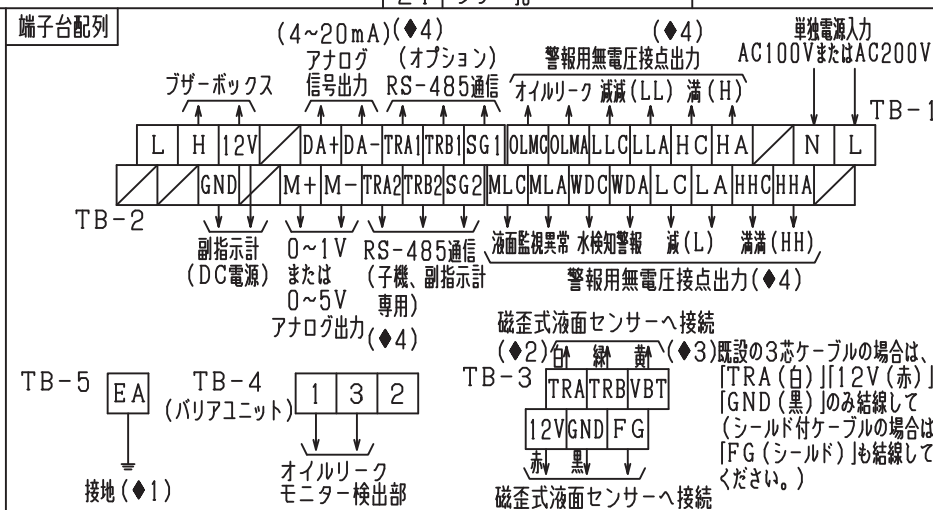 端子台配列
(4~20mA)(♦4)
アナログ
信号出力
(オプション)
RS-485通信
ブザーボックス
(♦4)
警報用無電圧接点出力
オイルリーク 減減(LL) 満(H)
単独電源入力
AC100VまたはAC200V
TB-1
L H 12V DA+ DA- TRA1 TRB1 SG1 OLMC OLMA LLC LLA HC HA N L
GND M+ M- TRA2 TRB2 SG2 MLC MLA WDC WDA LC LA HHC HHA
TB-2
副指示計
(DC電源)
0~1V
または
0~5V
アナログ出力
RS-485通信
(子機、副指示計
専用)
(♦4)
液面監視異常 水検知警報 減(L) 満満(HH)
警報用無電圧接点出力(♦4)
TB-5
EA
接地(♦1)
TB-4
(バリアユニット)
1 3 2
オイルリーク
モニター検出部
磁歪式液面センサーへ接続
(♦2)白 緑 黄(♦3)
TB-3
TRA TRB VBT
12V GND FG
赤 黒
磁歪式液面センサーへ接続
既設の3芯ケーブルの場合は、
「TRA(白)」「12V(赤)」
「GND(黒)」のみ結線して
(シールド付ケーブルの場合は
「FG(シールド)」も結線して
ください。)